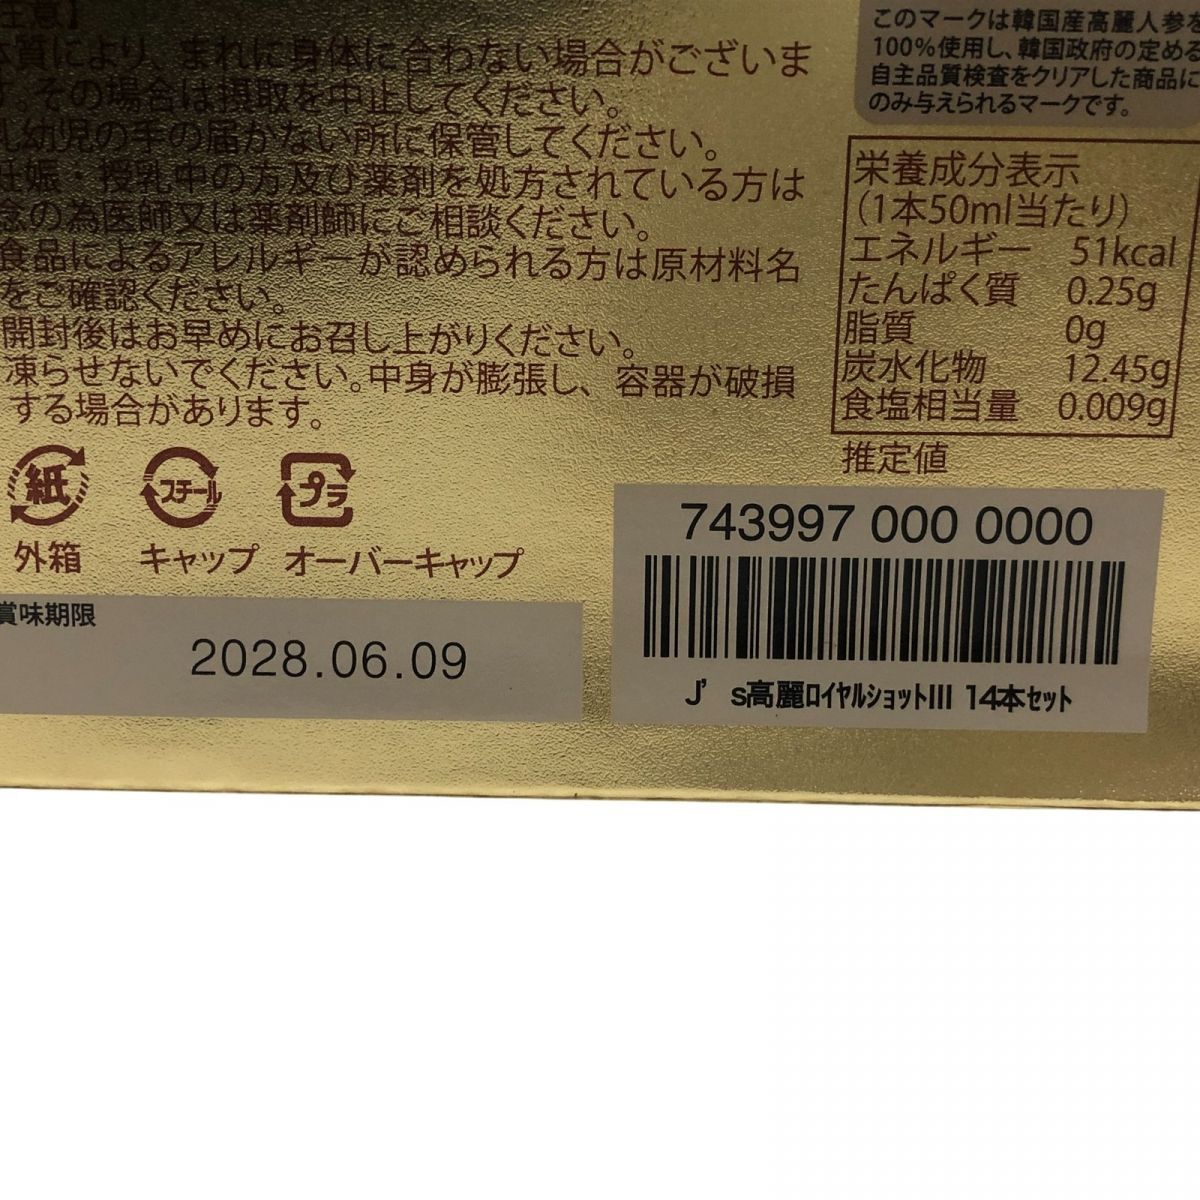 注意】
体質により、まれに身体に合わない場合がございま
す。その場合は摂取を中止してください。
乳幼児の手の届かない所に保管してください。
妊娠・授乳中の方及び薬剤を処方されている方は
念の為医師又は薬剤師にご相談ください。
食品によるアレルギーが認められる方は原材料名
をご確認ください。
開封後はお早めにお召し上がりください。
凍らせないでください。中身が膨張し、容器が破損
する場合があります。
紙
外箱
スチール
キャップ
プラ
オーバーキャップ
賞味期限
2028.06.09
このマークは韓国産高麗人参を
100%使用し、韓国政府の定める
自主品質検査をクリアした商品に
のみ与えられるマークです。
栄養成分表示
(1本50ml当たり)
エネルギー 51kcal
たんぱく質 0.25g
脂質 0g
炭水化物 12.45g
食塩相当量 0.009g
推定値
743997 000 0000
J’ s高麗ロイヤルショットIII 14本セット